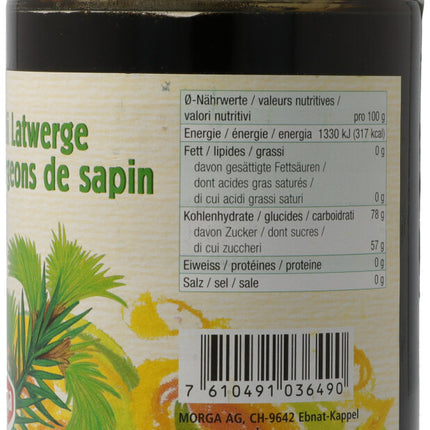 Latwerge
geons de sapin
Ø-Nährwerte / valeurs nutritives /
valori nutritivi pro 100 g
Energie / énergie / energia 1330 kJ (317 kcal)
Fett / lipides / grassi 0 g
davon gesättigte Fettsäuren /
dont acides gras saturés /
di cui acidi grassi saturi 0 g
Kohlenhydrate / glucides / carboidrati 78 g
davon Zucker / dont sucres /
di cui zuccheri 57 g
Eiweiss / protéines / proteine 0 g
Salz / sel / sale 0 g
7 610491 036490
MORGA AG, CH-9642 Ebnat-Kappel